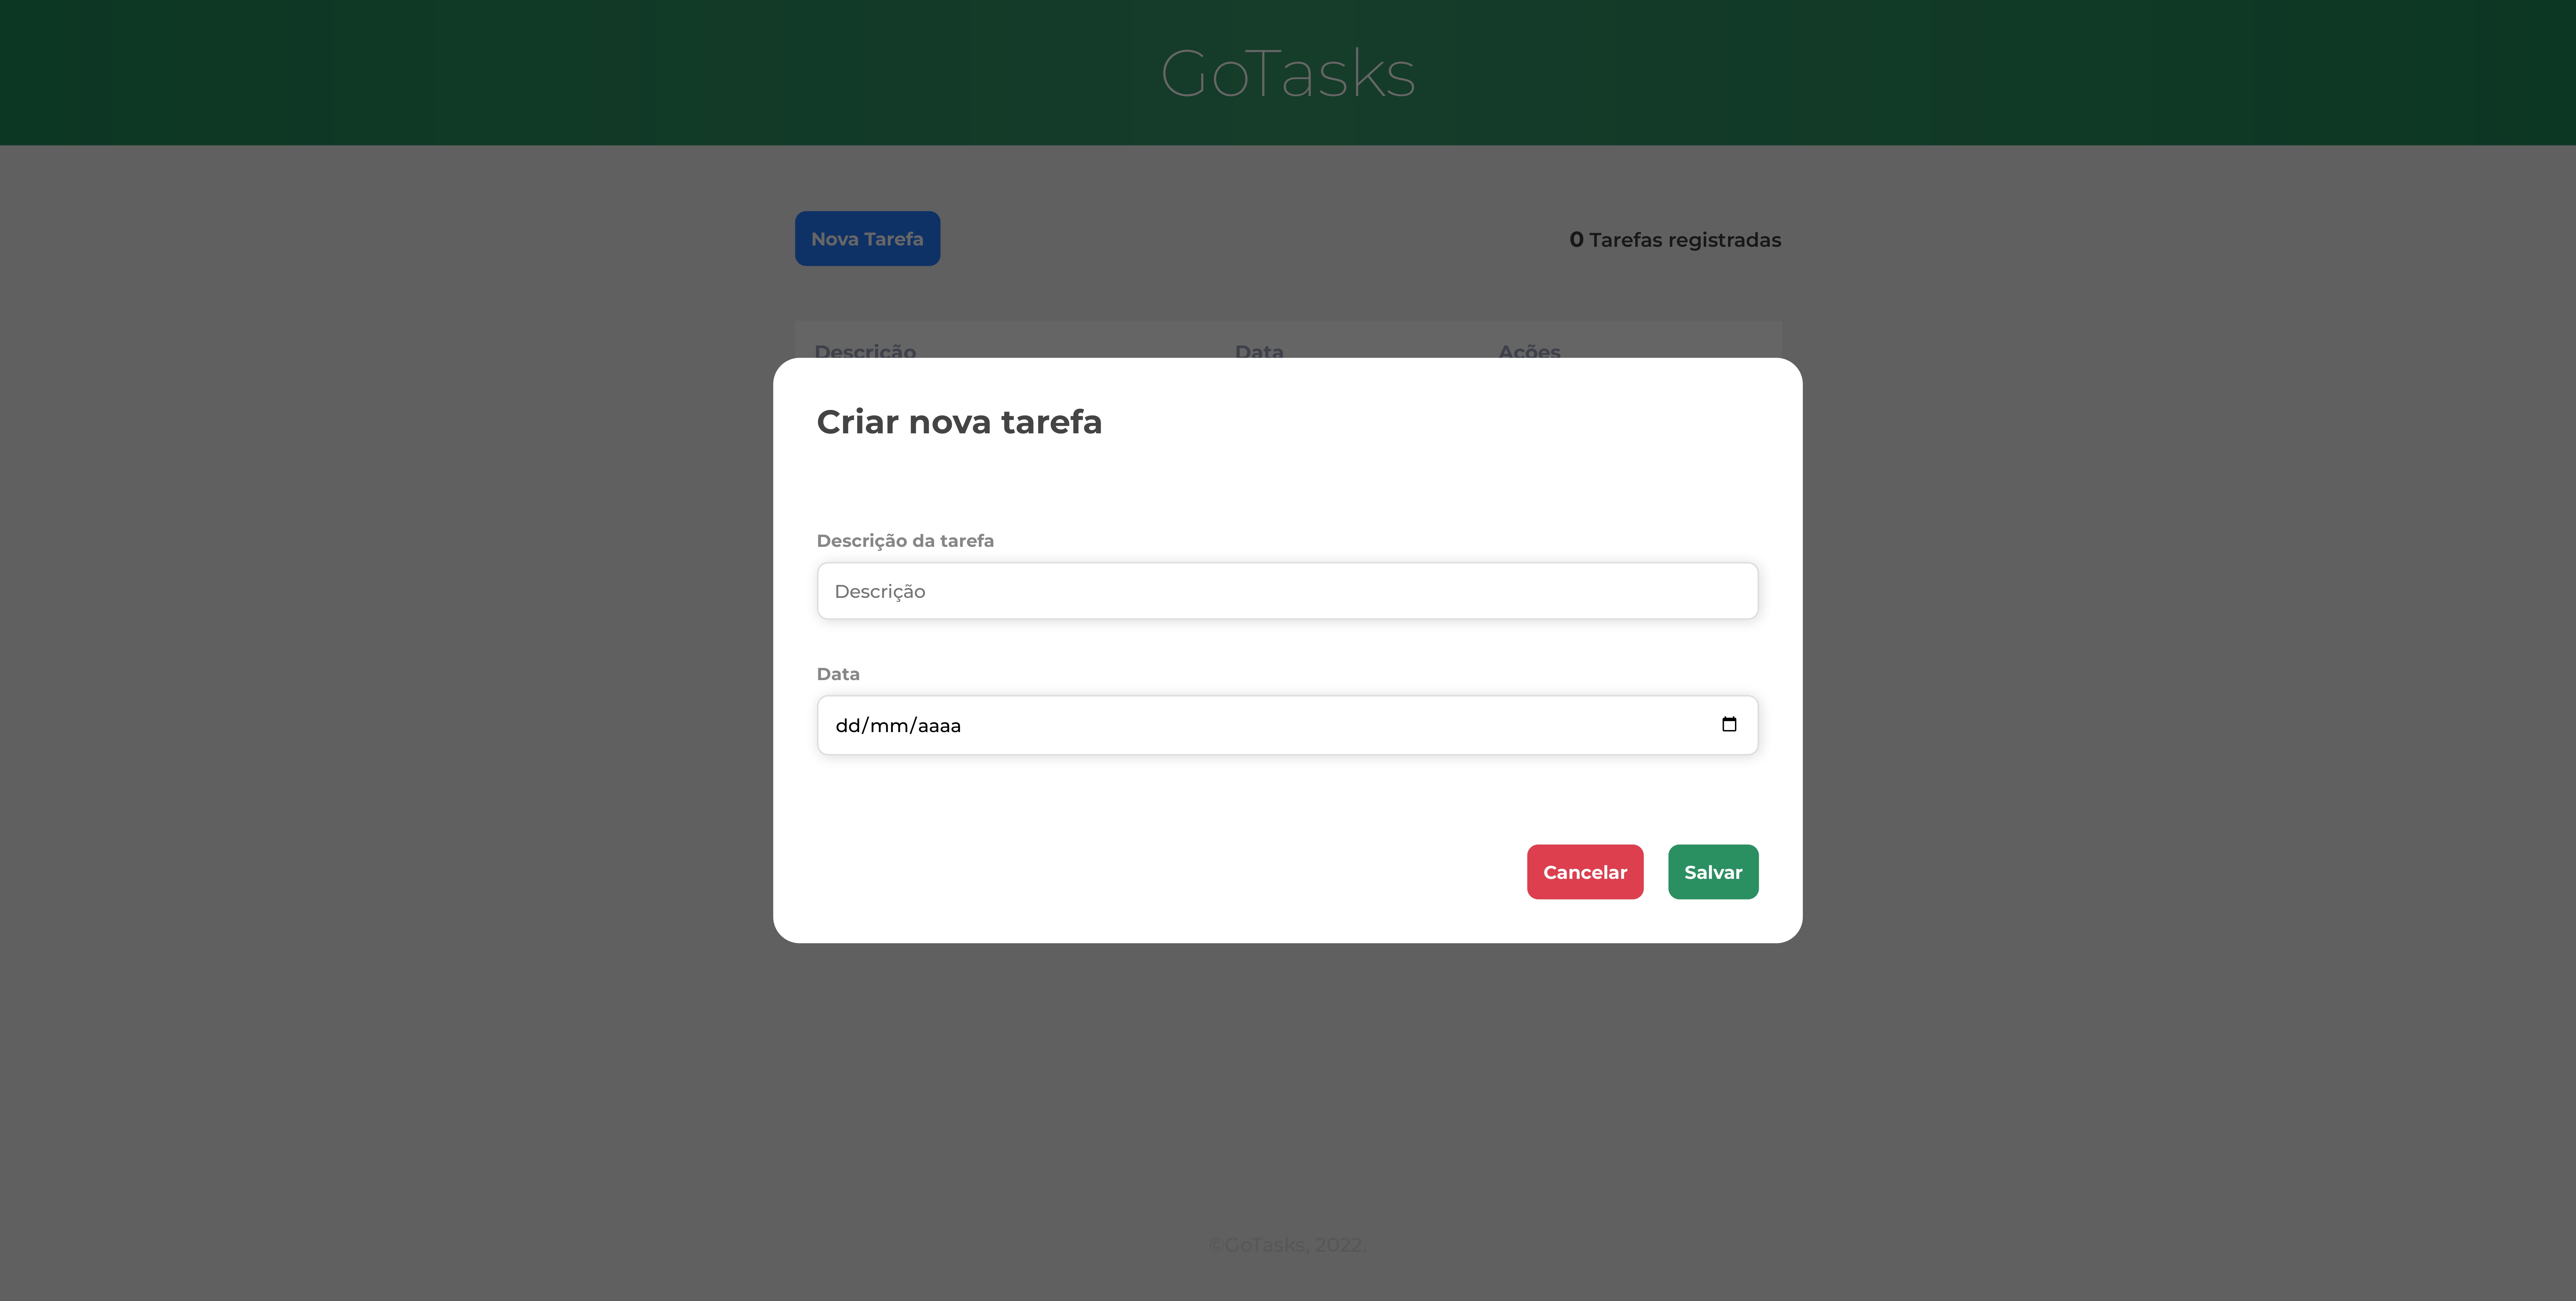 GoTasks
Nova Tarefa
0 Tarefas registradas
Descrição Data Ações
Criar nova tarefa
Descrição da tarefa
Descrição
Data
dd/mm/aaaa
Cancelar Salvar
©GoTasks, 2022.